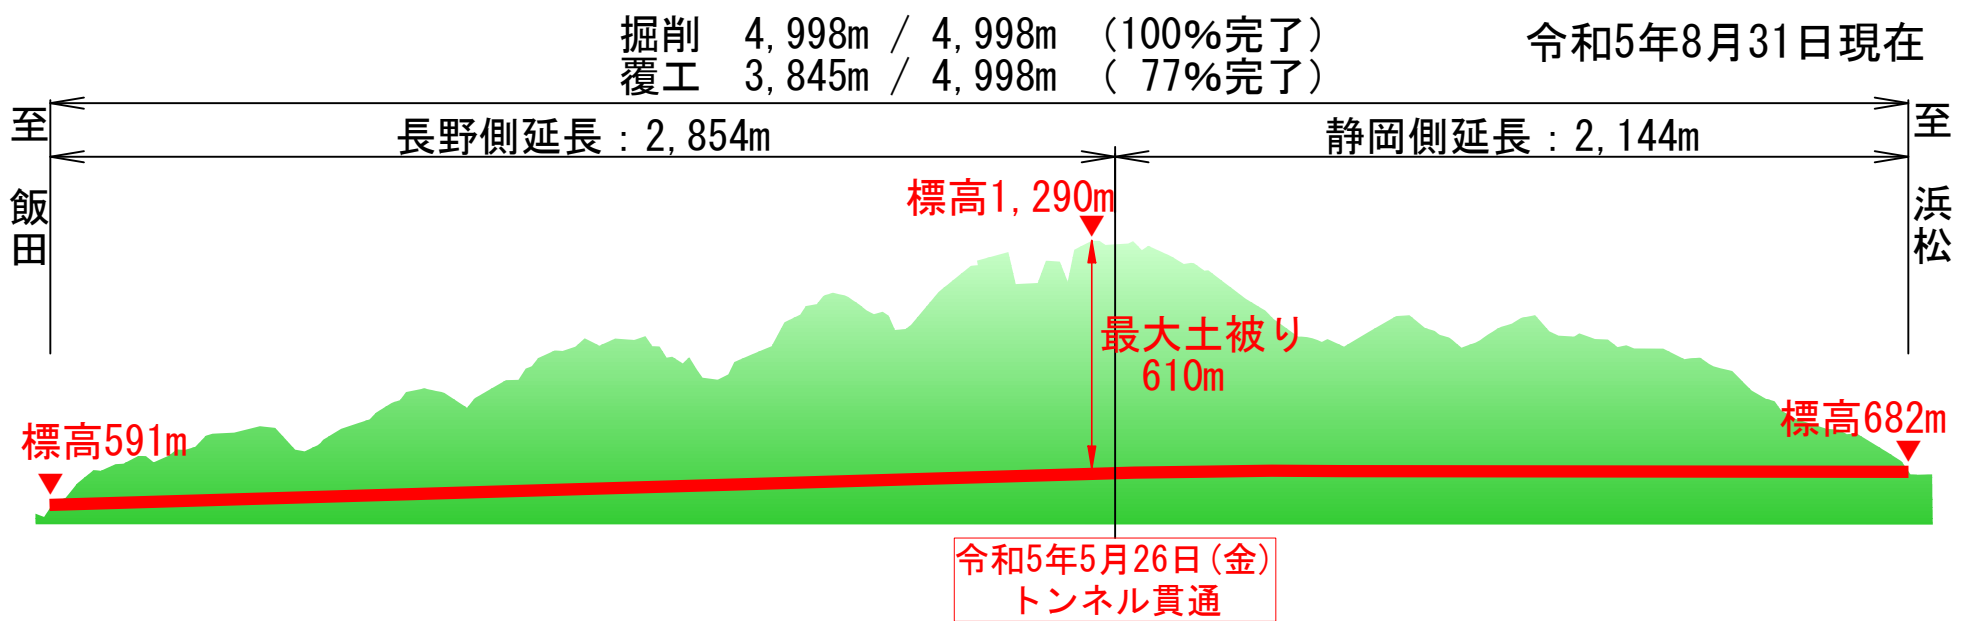 掘削 4,998m / 4,998m (100%完了)
覆工 3,845m / 4,998m ( 77%完了)
令和5年8月31日現在
至飯田
長野側延長：2,854m
静岡側延長：2,144m
至浜松
標高1,290m
最大土被り
610m
標高591m
標高682m
令和5年5月26日(金)
トンネル貫通